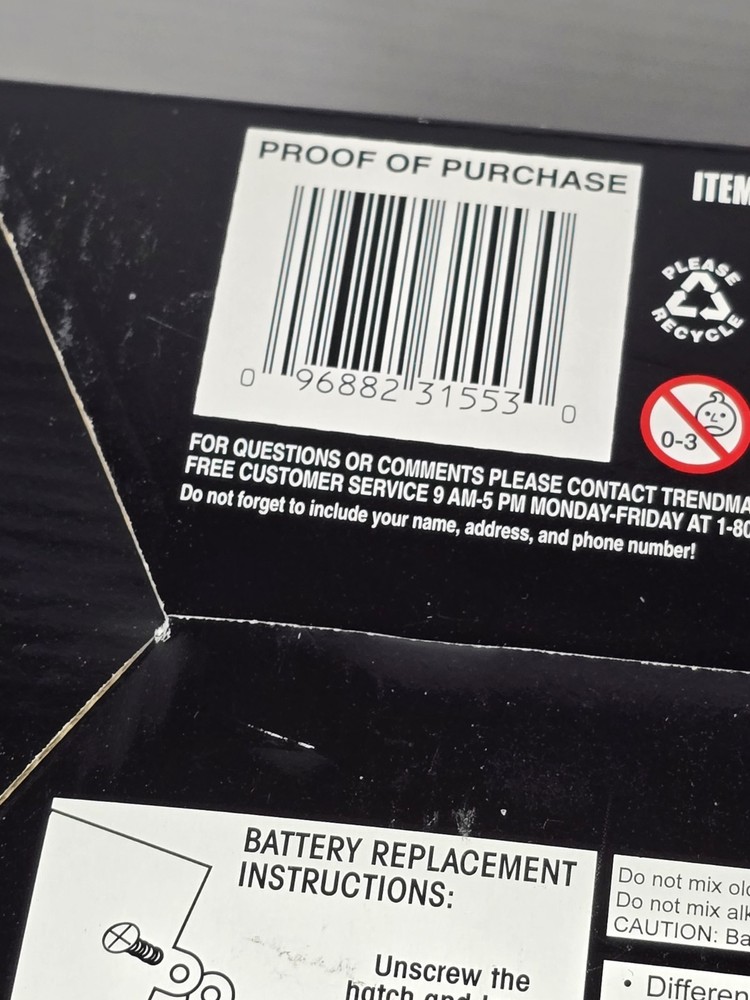 PROOF OF PURCHASE
ITEM
0 96882 31553 0
PLEASE
RECYCLE
0-3
FOR QUESTIONS OR COMMENTS PLEASE CONTACT TRENDMA
FREE CUSTOMER SERVICE 9 AM-5 PM MONDAY-FRIDAY AT 1-80
Do not forget to include your name, address, and phone number!
BATTERY REPLACEMENT
INSTRUCTIONS:
Unscrew the
hatch and
Do not mix old
Do not mix alk
CAUTION: Ba
• Differen